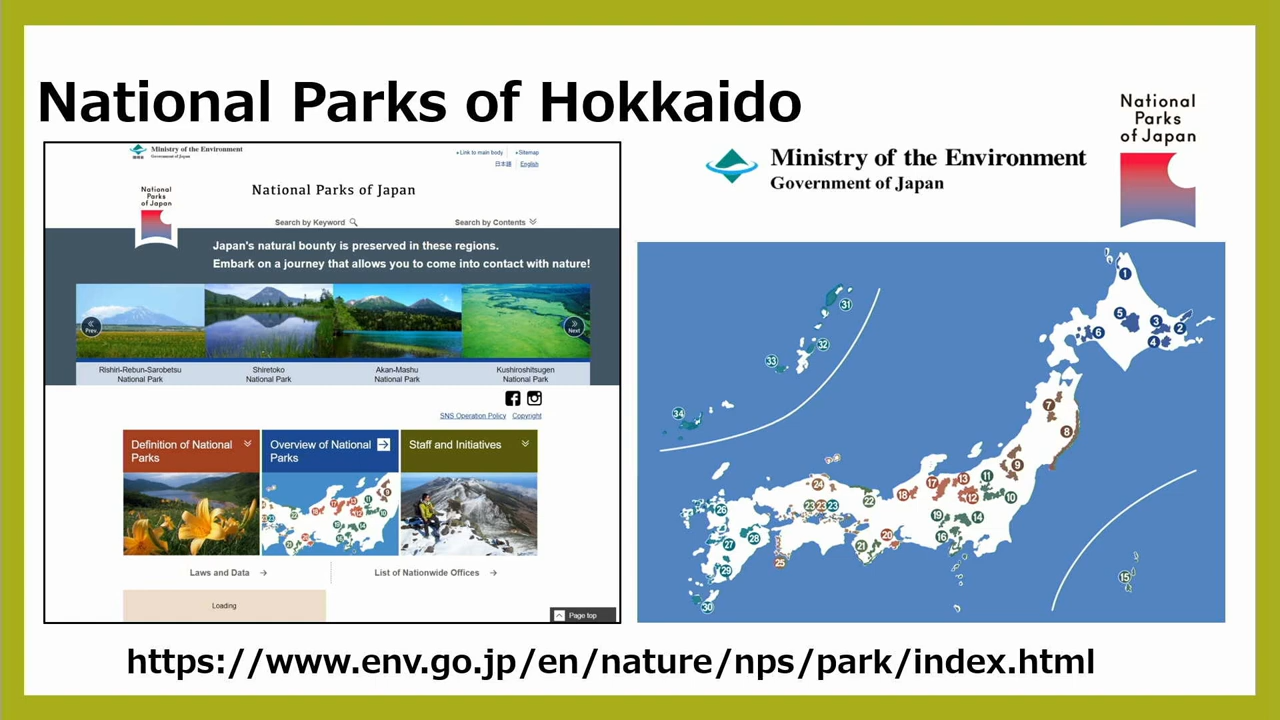 National Parks of Hokkaido
Ministry of the Environment
Government of Japan
Link to main body
Sitemap
日本語
English
National
Parks
of Japan
National Parks of Japan
Search by Keyword
Search by Contents
Japan's natural bounty is preserved in these regions.
Embark on a journey that allows you to come into contact with nature!
Prev.
Next
Rishiri-Rebun-Sarobetsu
National Park
Shiretoko
National Park
Akan-Mashu
National Park
Kushiroshitsugen
National Park
SNS Operation Policy
Copyright
Definition of National
Parks
Overview of National
Parks
Staff and Initiatives
Laws and Data
List of Nationwide Offices
Loading
Page top
Ministry of the Environment
Government of Japan
National
Parks
of Japan
1
5
3
2
6
4
31
32
33
34
7
8
9
11
13
17
12
10
18
24
22
23 23 23
19
14
26
20
16
28
27
21
25
29
15
30
https://www.env.go.jp/en/nature/nps/park/index.html